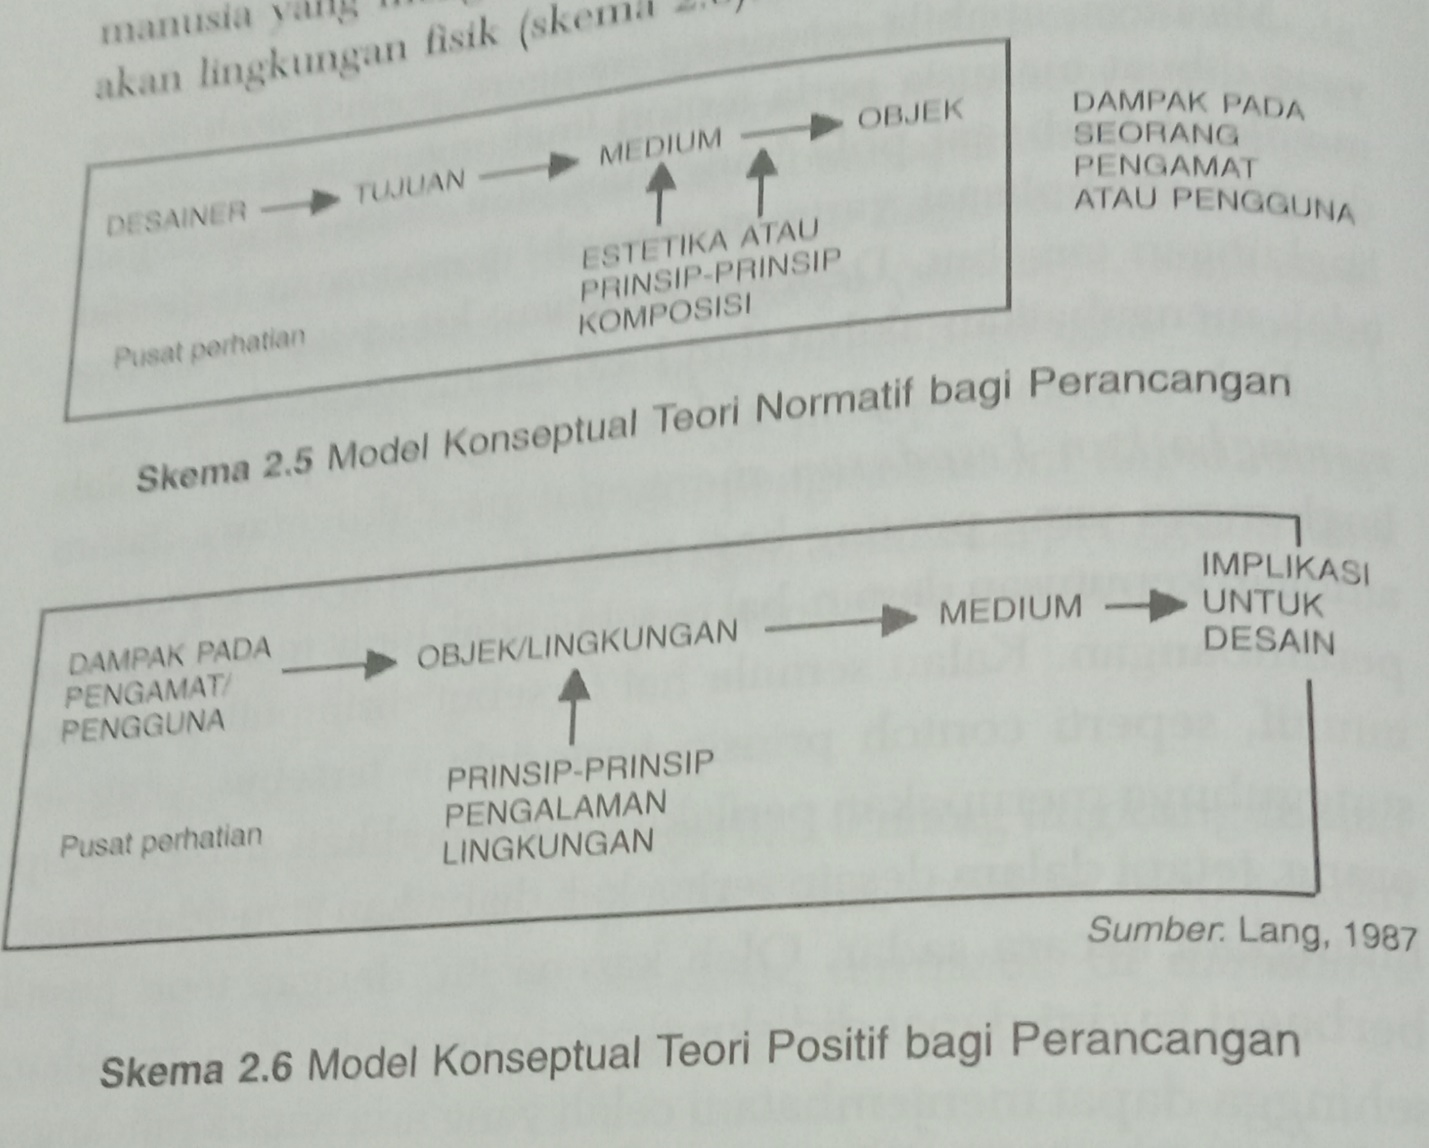 manusia yang
akan lingkungan fisik (skema
DESAINER TUJUAN MEDIUM OBJEK
ESTETIKA ATAU
PRINSIP-PRINSIP
KOMPOSISI
Pusat perhatian
DAMPAK PADA
SEORANG
PENGAMAT
ATAU PENGGUNA
Skema 2.5 Model Konseptual Teori Normatif bagi Perancangan
DAMPAK PADA
PENGAMAT/
PENGGUNA
OBJEK/LINGKUNGAN
MEDIUM
IMPLIKASI
UNTUK
DESAIN
PRINSIP-PRINSIP
PENGALAMAN
LINGKUNGAN
Pusat perhatian
Sumber: Lang, 1987
Skema 2.6 Model Konseptual Teori Positif bagi Perancangan